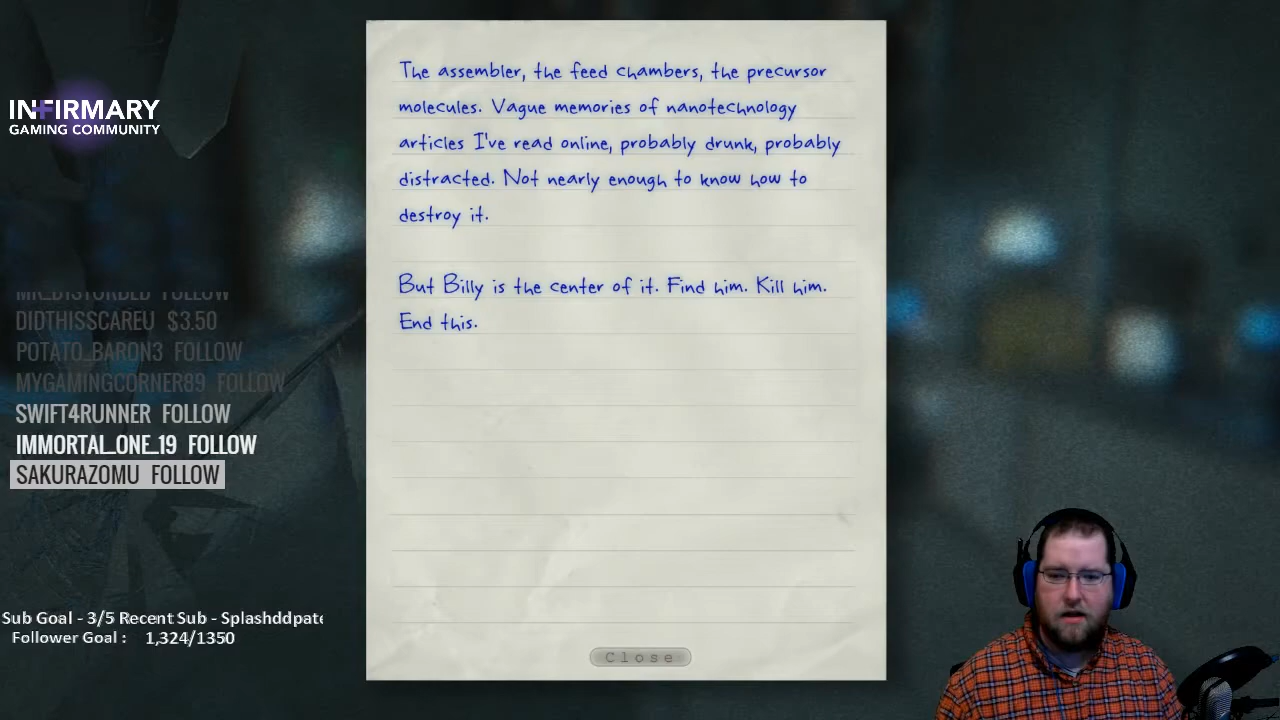 INFIRMARY
GAMING COMMUNITY
The assembler, the feed chambers, the precursor
molecules. Vague memories of nanotechnology
articles I've read online, probably drunk, probably
distracted. Not nearly enough to know how to
destroy it.
But Billy is the center of it. Find him. Kill him.
End this.
MR_DISTORDED FOLLOW
DIDTHISSCAREU $3.50
POTATO_BARON3 FOLLOW
MYGAMINGCORNER89 FOLLOW
SWIFT4RUNNER FOLLOW
IMMORTAL_ONE_19 FOLLOW
SAKURAZOMU FOLLOW
Sub Goal - 3/5 Recent Sub - Splashddpate
Follower Goal : 1,324/1350
Close